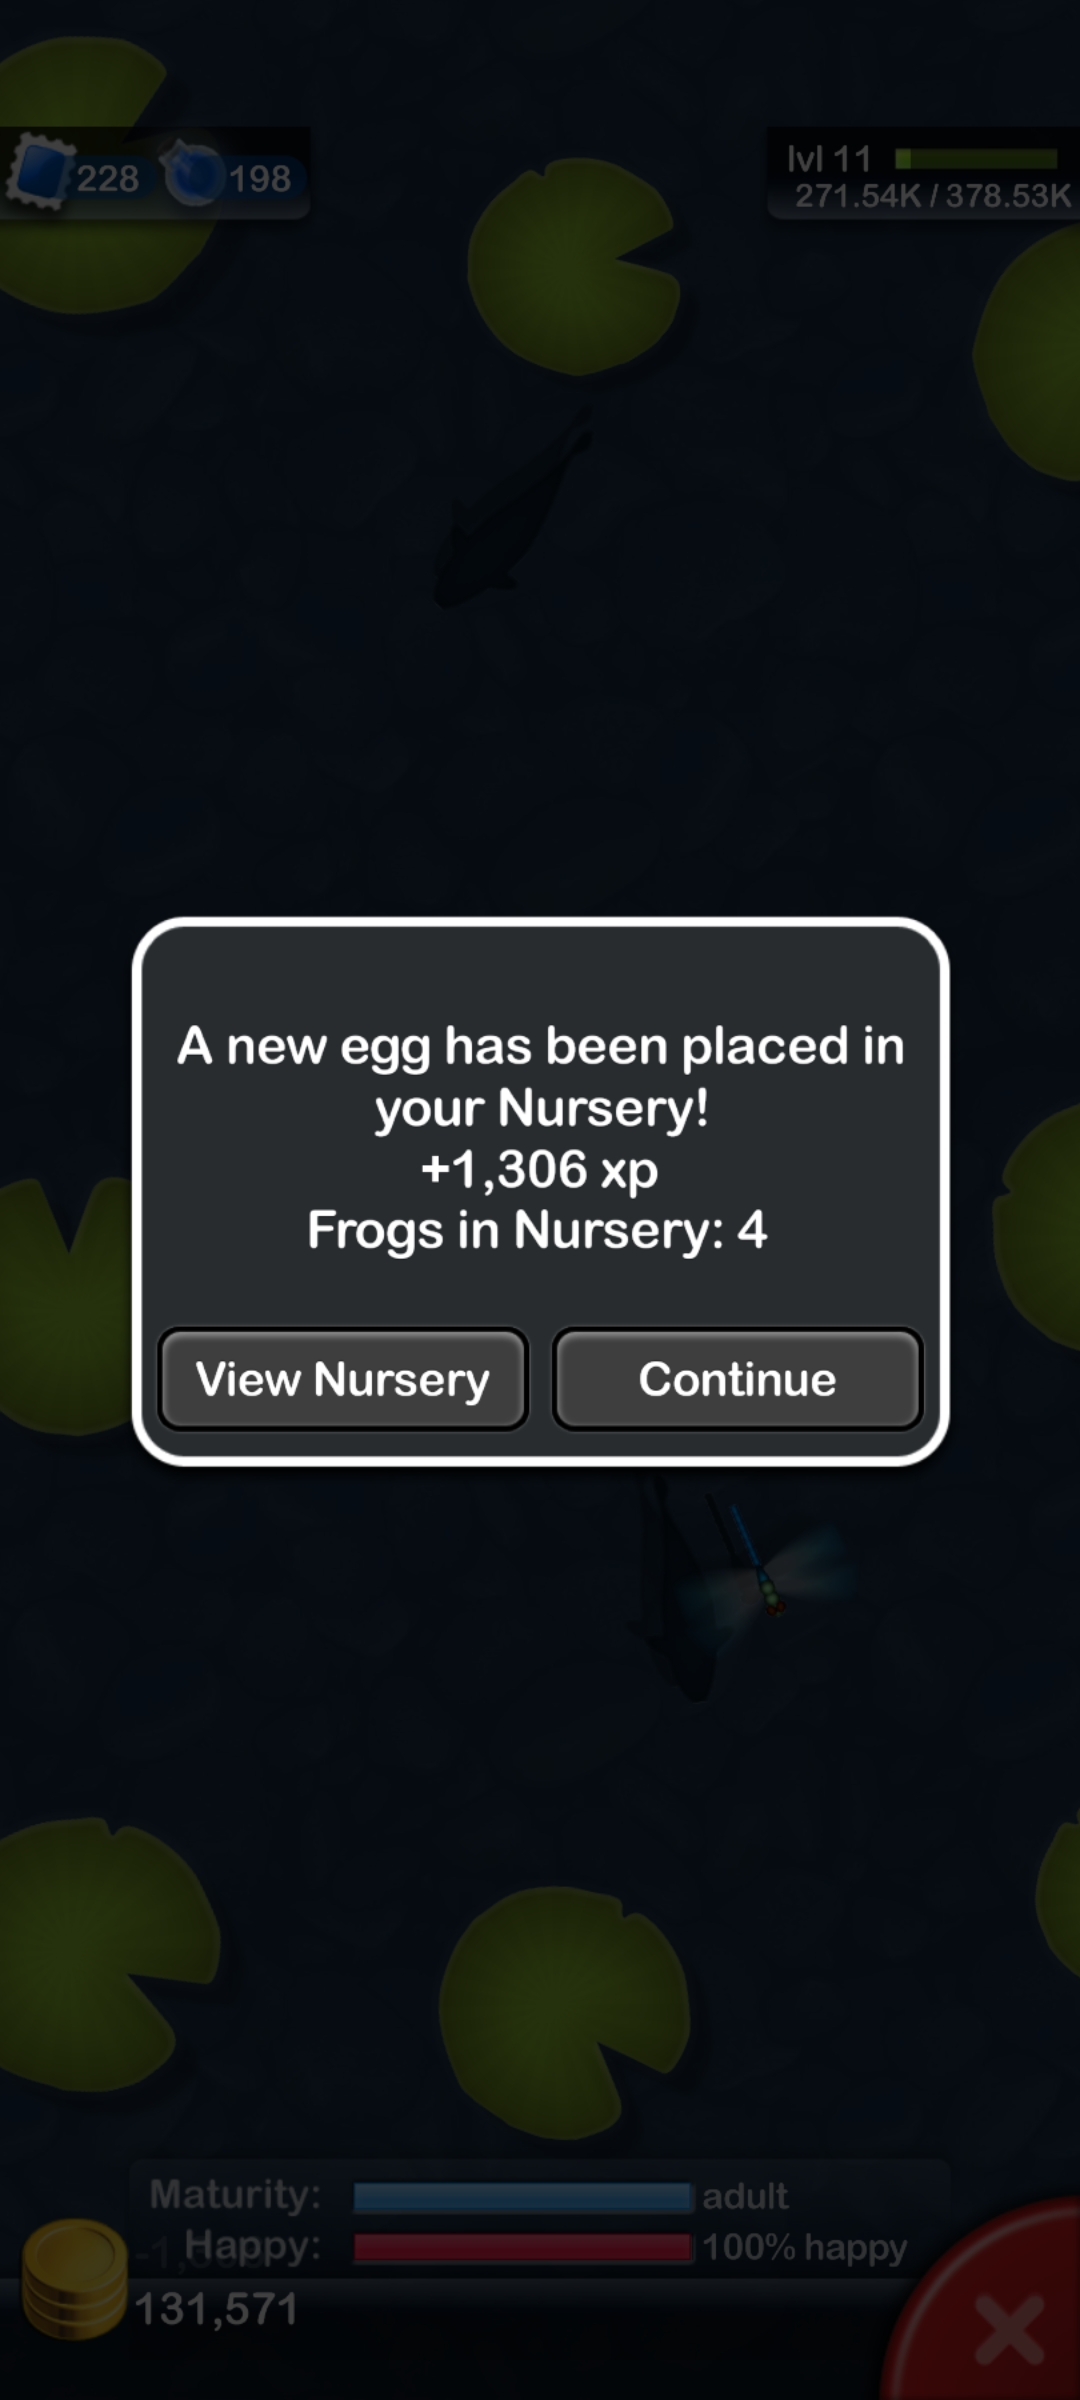 228
198
lvl 11
271.54K / 378.53K
A new egg has been placed in
your Nursery!
+1,306 xp
Frogs in Nursery: 4
View Nursery
Continue
Maturity:
adult
Happy:
100% happy
131,571